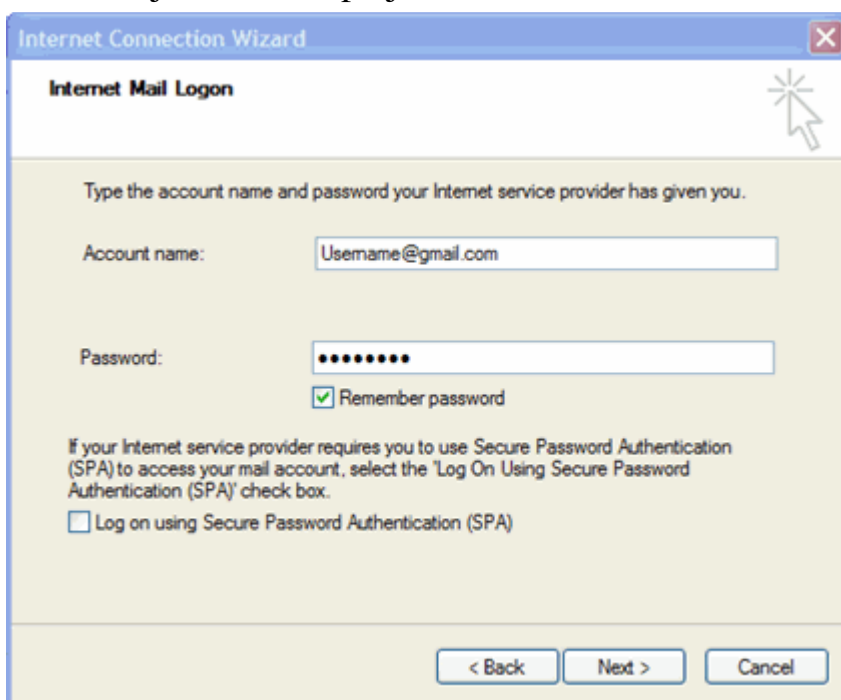 Internet Connection Wizard
Internet Mail Logon
Type the account name and password your Internet service provider has given you.
Account name: Username@gmail.com
Password: ••••••••
Remember password
If your Internet service provider requires you to use Secure Password Authentication
(SPA) to access your mail account, select the 'Log On Using Secure Password
Authentication (SPA)' check box.
Log on using Secure Password Authentication (SPA)
< Back Next > Cancel